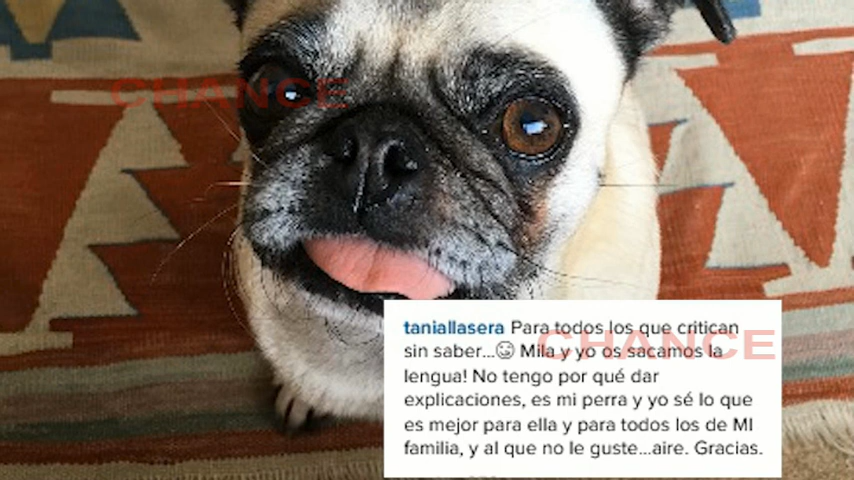 CHANCE
taniallasera Para todos los que critican
sin saber...😜 Mila y yo os sacamos la
CHANCE
lengua! No tengo por qué dar
explicaciones, es mi perra y yo sé lo que
es mejor para ella y para todos los de MI
familia, y al que no le guste...aire. Gracias.